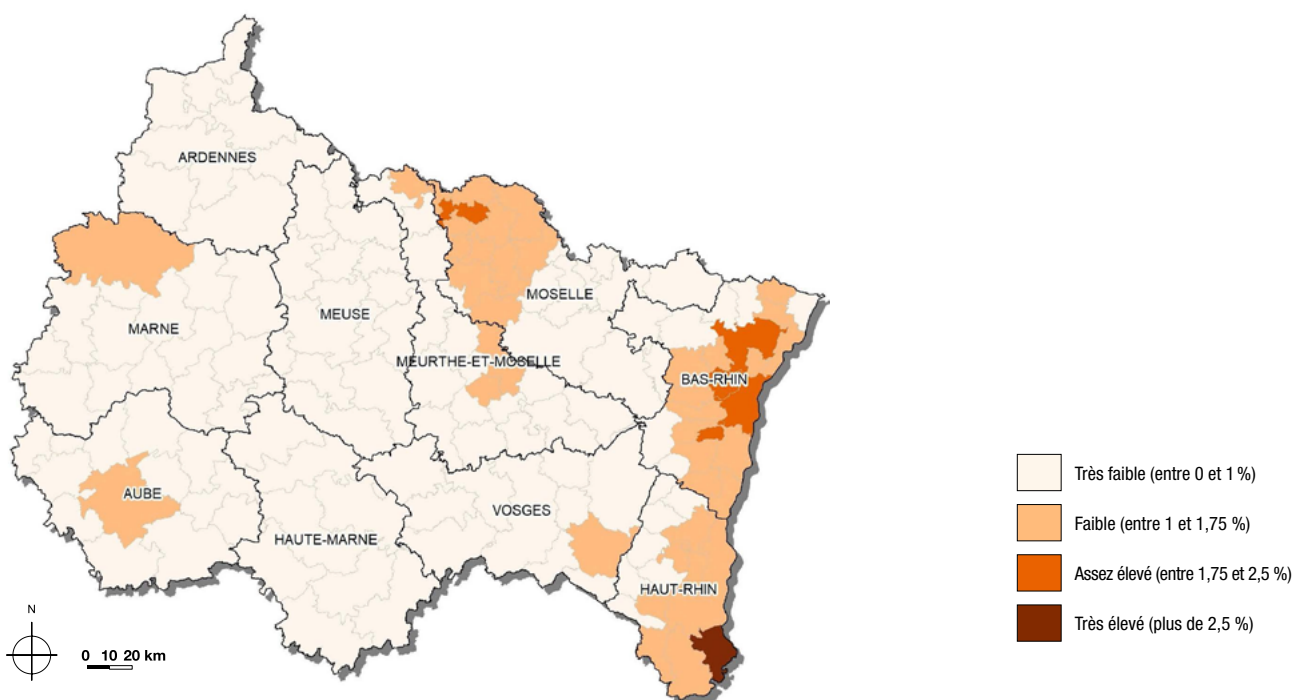 ARDENNES
MOSELLE
MEUSE
MARNE
MEURTHE-ET-MOSELLE
BAS-RHIN
AUBE
VOSGES
HAUTE-MARNE
HAUT-RHIN
N
0 10 20 km
Très faible (entre 0 et 1 %)
Faible (entre 1 et 1,75 %)
Assez élevé (entre 1,75 et 2,5 %)
Très élevé (plus de 2,5 %)